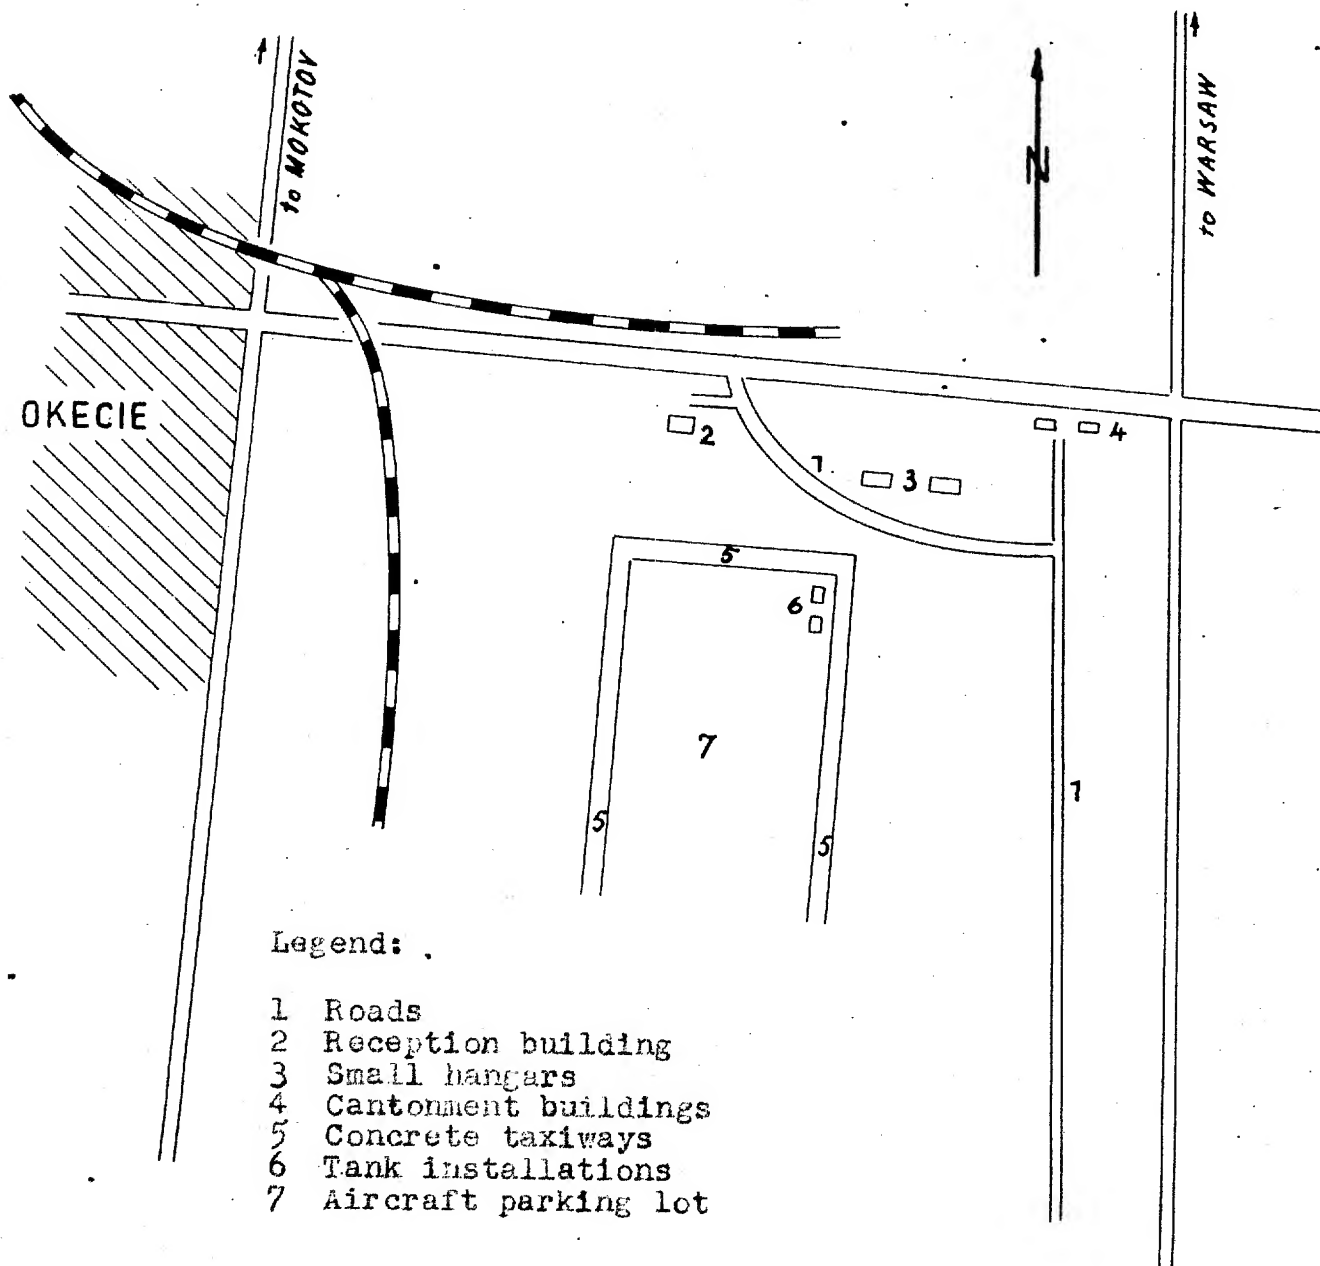 to MOKOTOV
N
to WARSAW
OKECIE
2
1
3
4
5
6
7
5
5
1
Legend:
1 Roads
2 Reception building
3 Small hangars
4 Cantonment buildings
5 Concrete taxiways
6 Tank installations
7 Aircraft parking lot